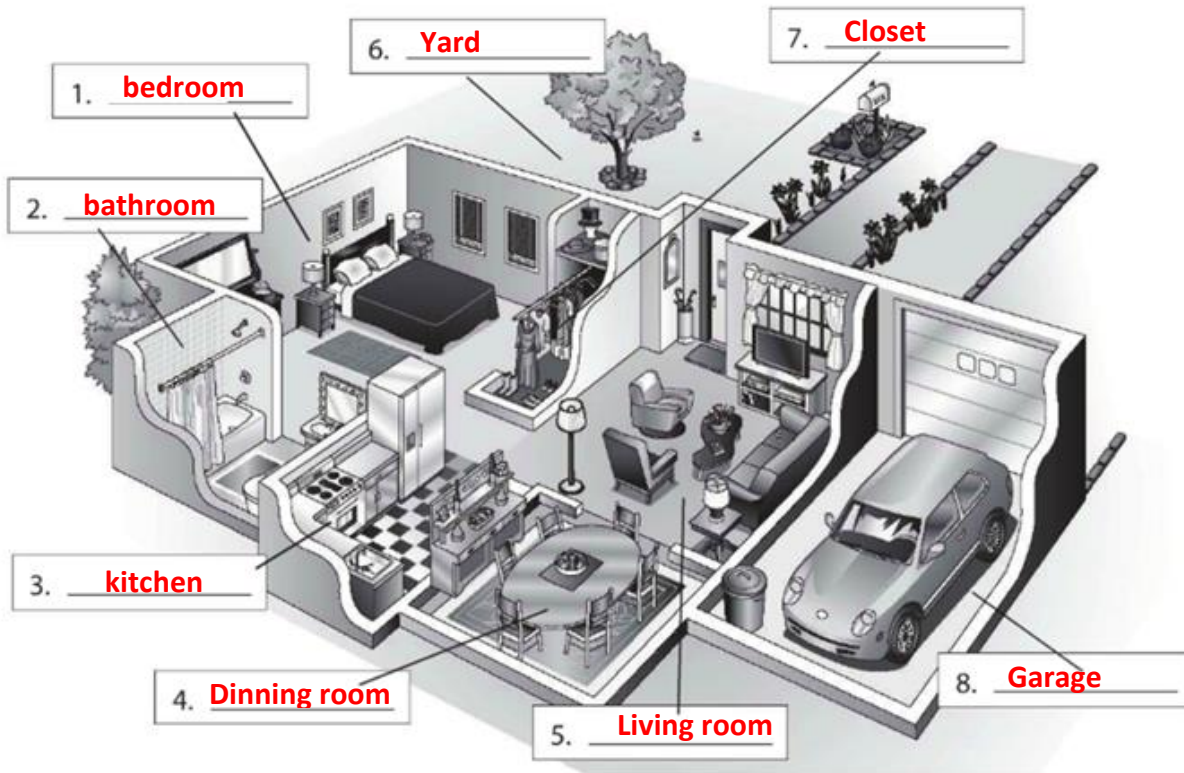 1. bedroom
2. bathroom
3. kitchen
4. Dinning room
5. Living room
6. Yard
7. Closet
8. Garage